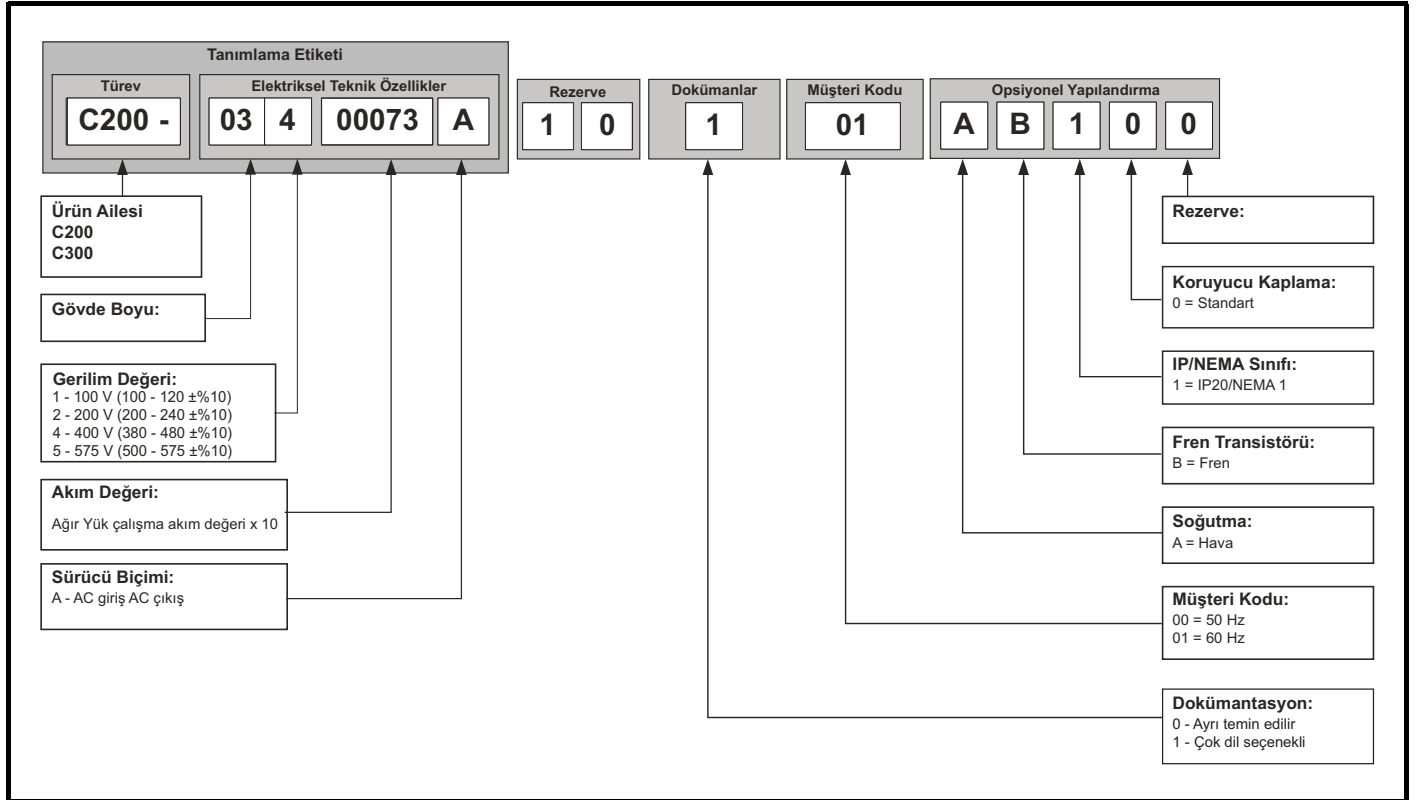 Tanımlama Etiketi
Türev
Elektriksel Teknik Özellikler
Rezerve
Dokümanlar
Müşteri Kodu
Opsiyonel Yapılandırma
C200 - 03 4 00073 A 1 0 1 01 A B 1 0 0
Ürün Ailesi
C200
C300
Gövde Boyu:
Gerilim Değeri:
1 - 100 V (100 - 120 ±%10)
2 - 200 V (200 - 240 ±%10)
4 - 400 V (380 - 480 ±%10)
5 - 575 V (500 - 575 ±%10)
Akım Değeri:
Ağır Yük çalışma akım değeri x 10
Sürücü Biçimi:
A - AC giriş AC çıkış
Rezerve:
Koruyucu Kaplama:
0 = Standart
IP/NEMA Sınıfı:
1 = IP20/NEMA 1
Fren Transistörü:
B = Fren
Soğutma:
A = Hava
Müşteri Kodu:
00 = 50 Hz
01 = 60 Hz
Dokümantasyon:
0 - Ayrı temin edilir
1 - Çok dil seçenekli